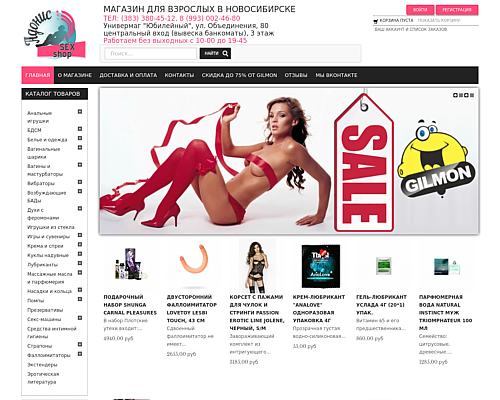 Адонис
SEX
shop
МАГАЗИН ДЛЯ ВЗРОСЛЫХ В НОВОСИБИРСКЕ
ТЕЛ: (383) 380-45-12, 8 (993) 002-46-80
Универмаг "Юбилейный", ул. Объединения, 80
центральный вход (вывеска банкоматы), 3 этаж
Работаем без выходных с 10-00 до 19-45
Поиск...
НАЙТИ
ВОЙТИ
РЕГИСТРАЦИЯ
КОРЗИНА ПУСТА
ПОКАЗАТЬ КОРЗИНУ
ВАШ АККАУНТ И СПИСОК ЗАКАЗОВ.
ГЛАВНАЯ
О МАГАЗИНЕ
ДОСТАВКА И ОПЛАТА
КОНТАКТЫ
СКИДКА ДО 75% ОТ GILMON
ОТЗЫВЫ
МЫ ВКОНТАКТЕ
КАТАЛОГ ТОВАРОВ
Анальные
игрушки
БДСМ
Белье и одежда
Вагинальные
шарики
Вагины и
мастурбаторы
Вибраторы
Возбуждающие
БАДы
Духи с
феромонами
Игрушки из стекла
Игры и сувениры
Крема и спреи
Куклы надувные
Лубриканты
Массажные масла
и парфюмерия
Насадки и кольца
Помпы
Презервативы
Секс-машины
Средства интимной
гигиены
Страпоны
Фаллоимитаторы
Экстендеры
Эротическая
литература
SALE
GILMON
ПОДАРОЧНЫЙ
НАБОР SHUNGA
CARNAL PLEASURES
В набор Плотские
утехи входит:...
4940,00 руб
ДВУСТОРОННИЙ
ФАЛЛОИМИТАТОР
LOVETOY LESBI
TOUCH, 43 СМ
Сдвоенный
фаллоимитатор не
имеет...
2655,00 руб
КОРСЕТ С ПАЖАМИ
ДЛЯ ЧУЛОК И
СТРИНГИ PASSION
EROTIC LINE JGLENE,
ЧЕРНЫЙ, S/M
Завораживающий
комплект из
интригующего...
3185,00 руб
КРЕМ-ЛЮБРИКАНТ
"ANALOVE"
ОДНОРАЗОВАЯ
УПАКОВКА 4Г
Прозрачная густая
водно-силиконовая...
55,00 руб
ГЕЛЬ-ЛЮБРИКАНТ
УСЛАДА 4Г (20*1)
УПАК.
Витамин Б5 и его
предшественника...
860,00 руб
ПАРФЮМЕРНАЯ
ВОДА NATURAL
INSTINCT МУЖ
TRIOMPHATEUR 100
МЛ
Семейство:
цитрусовые,
древесные....
2285,00 руб